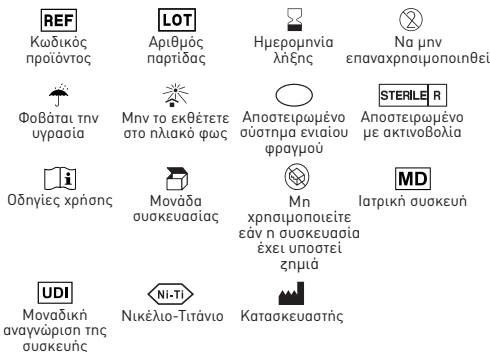 REF
Κωδικός
προϊόντος
LOT
Αριθμός
παρτίδας
Ημερομηνία
λήξης
2
Να μην
επαναχρησιμοποιηθεί
Φοβάται την
υγρασία
Μην το εκθέτετε
στο ηλιακό φως
Αποστειρωμένο
σύστημα ενιαίου
φραγμού
STERILE R
Αποστειρωμένο
με ακτινοβολία
i
Οδηγίες χρήσης
Μονάδα
συσκευασίας
Μη
χρησιμοποιείτε
εάν η συσκευασία
έχει υποστεί
ζημιά
MD
Ιατρική συσκευή
UDI
Μοναδική
αναγνώριση της
συσκευής
Ni-Ti
Νικέλιο-Τιτάνιο
Κατασκευαστής